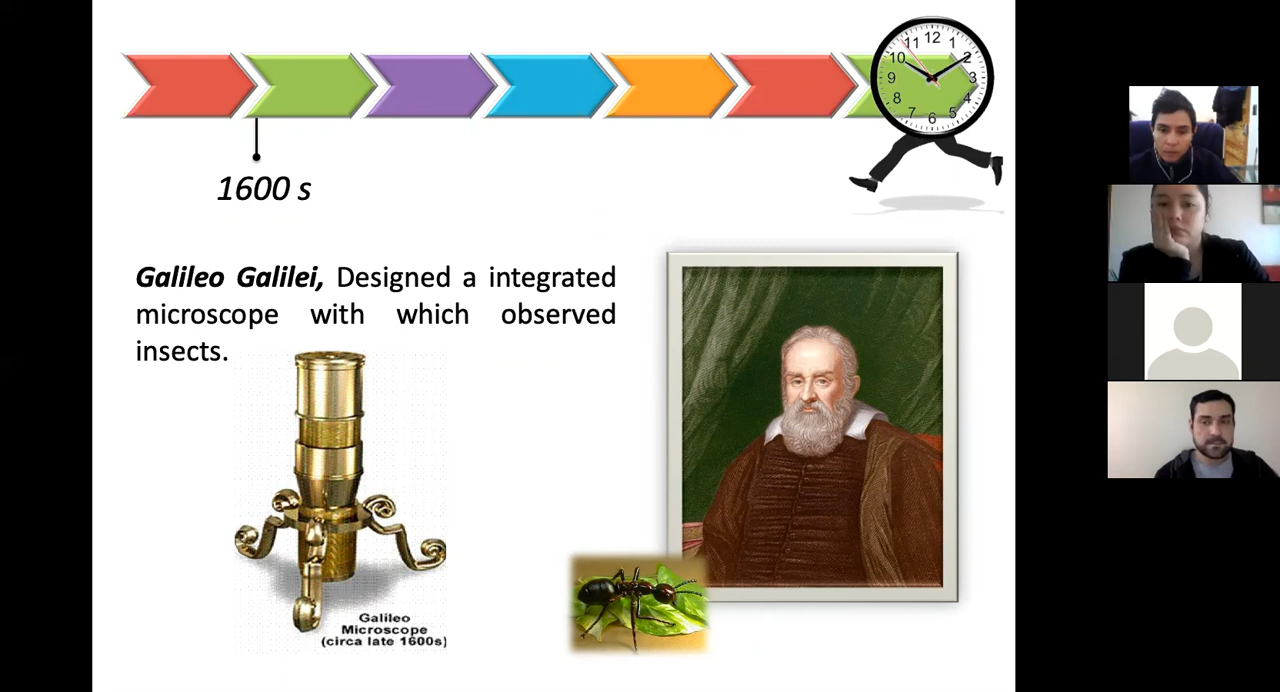 11 12 1
10 2
9 3
8 4
7 6 5
1600 s
Galileo Galilei, Designed a integrated
microscope with which observed
insects.
Galileo
Microscope
(circa late 1600s)